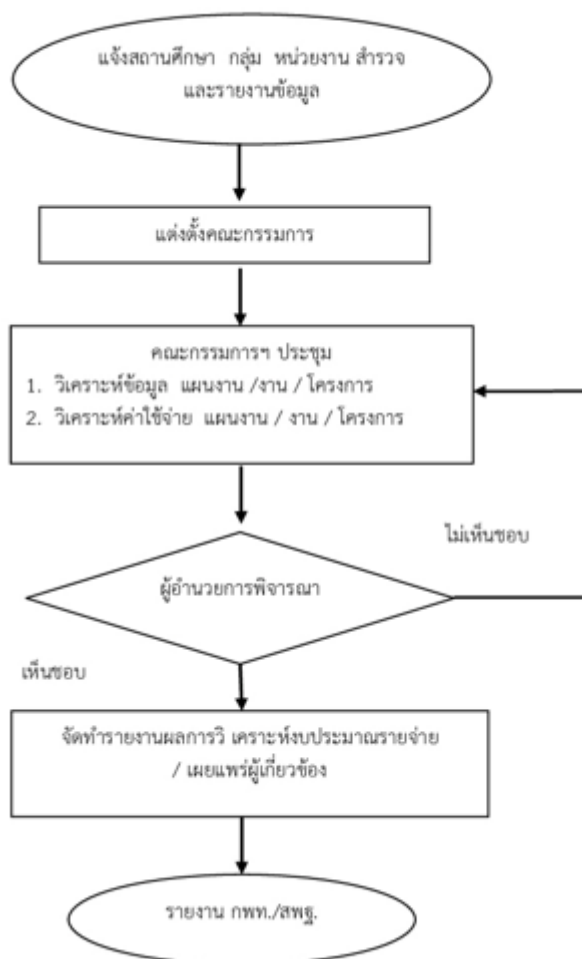 แจ้งสถานศึกษา กลุ่ม หน่วยงาน สำรวจ
และรายงานข้อมูล
แต่งตั้งคณะกรรมการ
คณะกรรมการฯ ประชุม
1. วิเคราะห์ข้อมูล แผนงาน /งาน / โครงการ
2. วิเคราะห์ค่าใช้จ่าย แผนงาน / งาน / โครงการ
ไม่เห็นชอบ
ผู้อำนวยการพิจารณา
เห็นชอบ
จัดทำรายงานผลการวิ เคราะห์งบประมาณรายจ่าย
/ เผยแพร่ผู้เกี่ยวข้อง
รายงาน กพท./สพฐ.